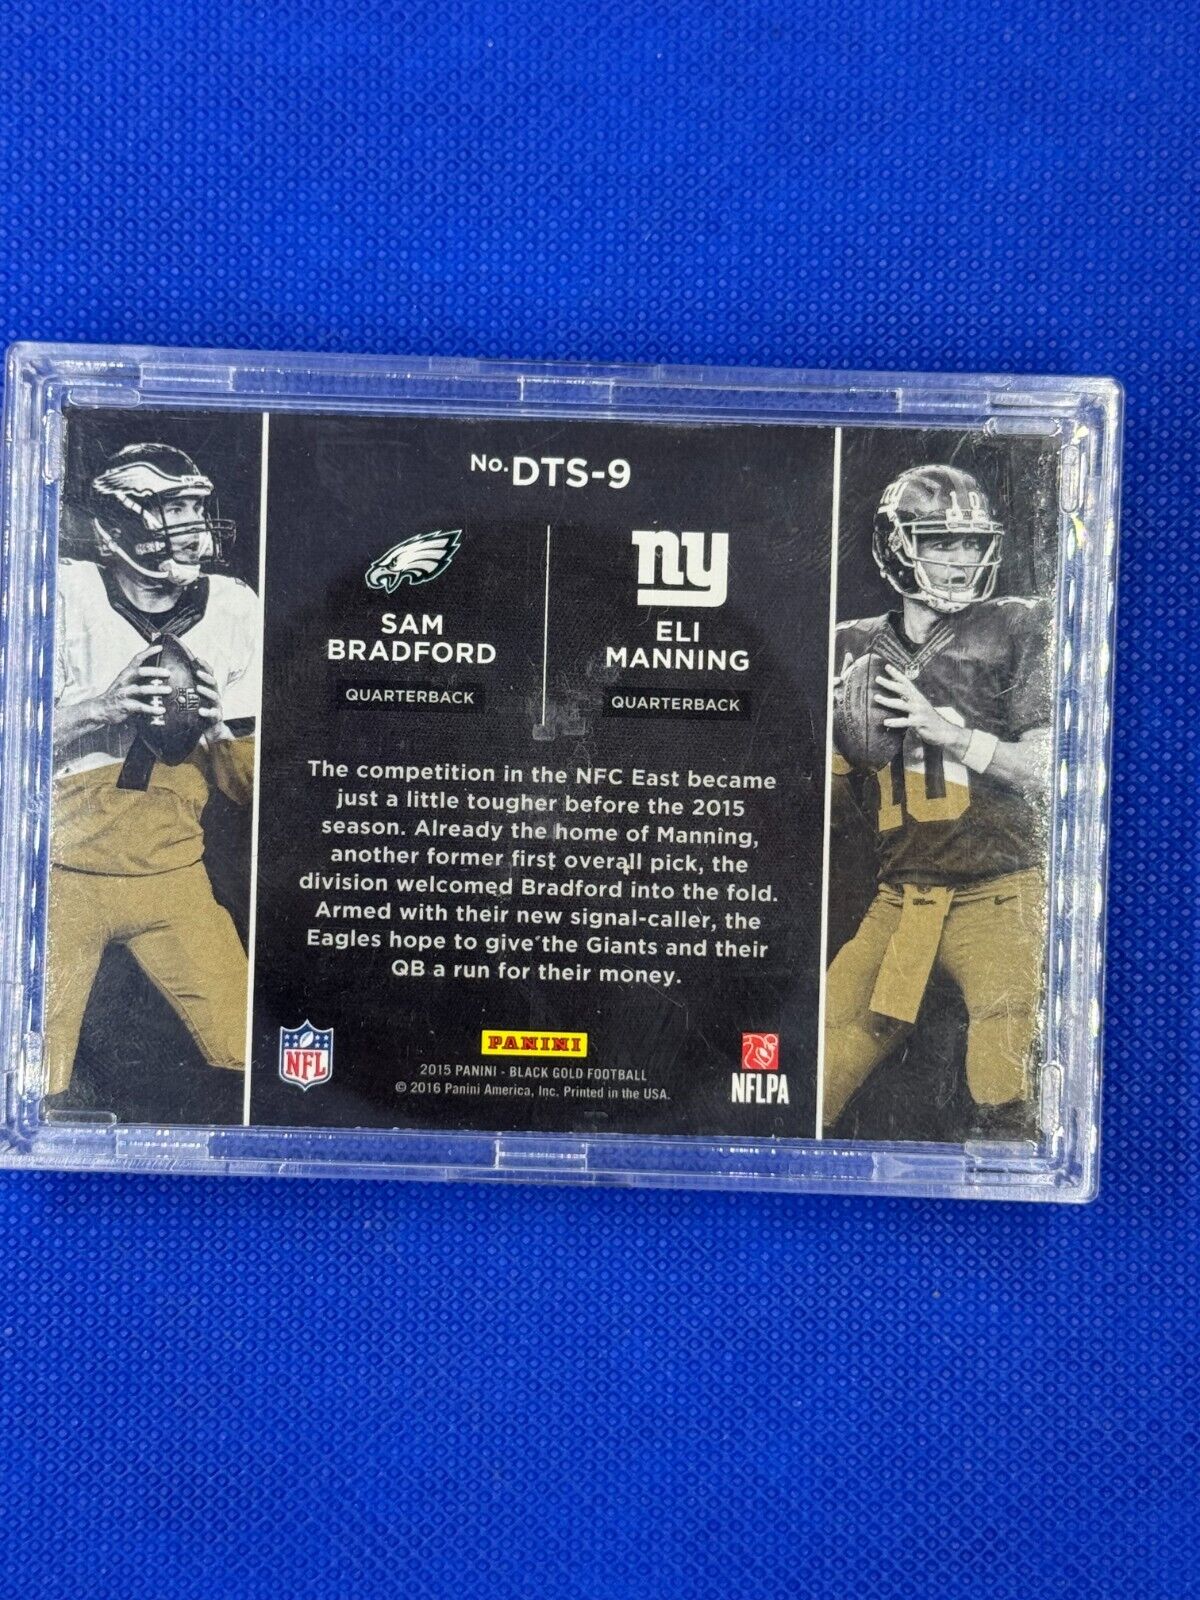 No. DTS-9
ny
SAM
BRADFORD
ELI
MANNING
QUARTERBACK
QUARTERBACK
The competition in the NFC East became
just a little tougher before the 2015
season. Already the home of Manning,
another former first overall pick, the
division welcomed Bradford into the fold.
Armed with their new signal-caller, the
Eagles hope to give the Giants and their
QB a run for their money.
NFL
PANINI
2015 PANINI - BLACK GOLD FOOTBALL
© 2016 Panini America, Inc. Printed in the USA.
NFLPA
10
10